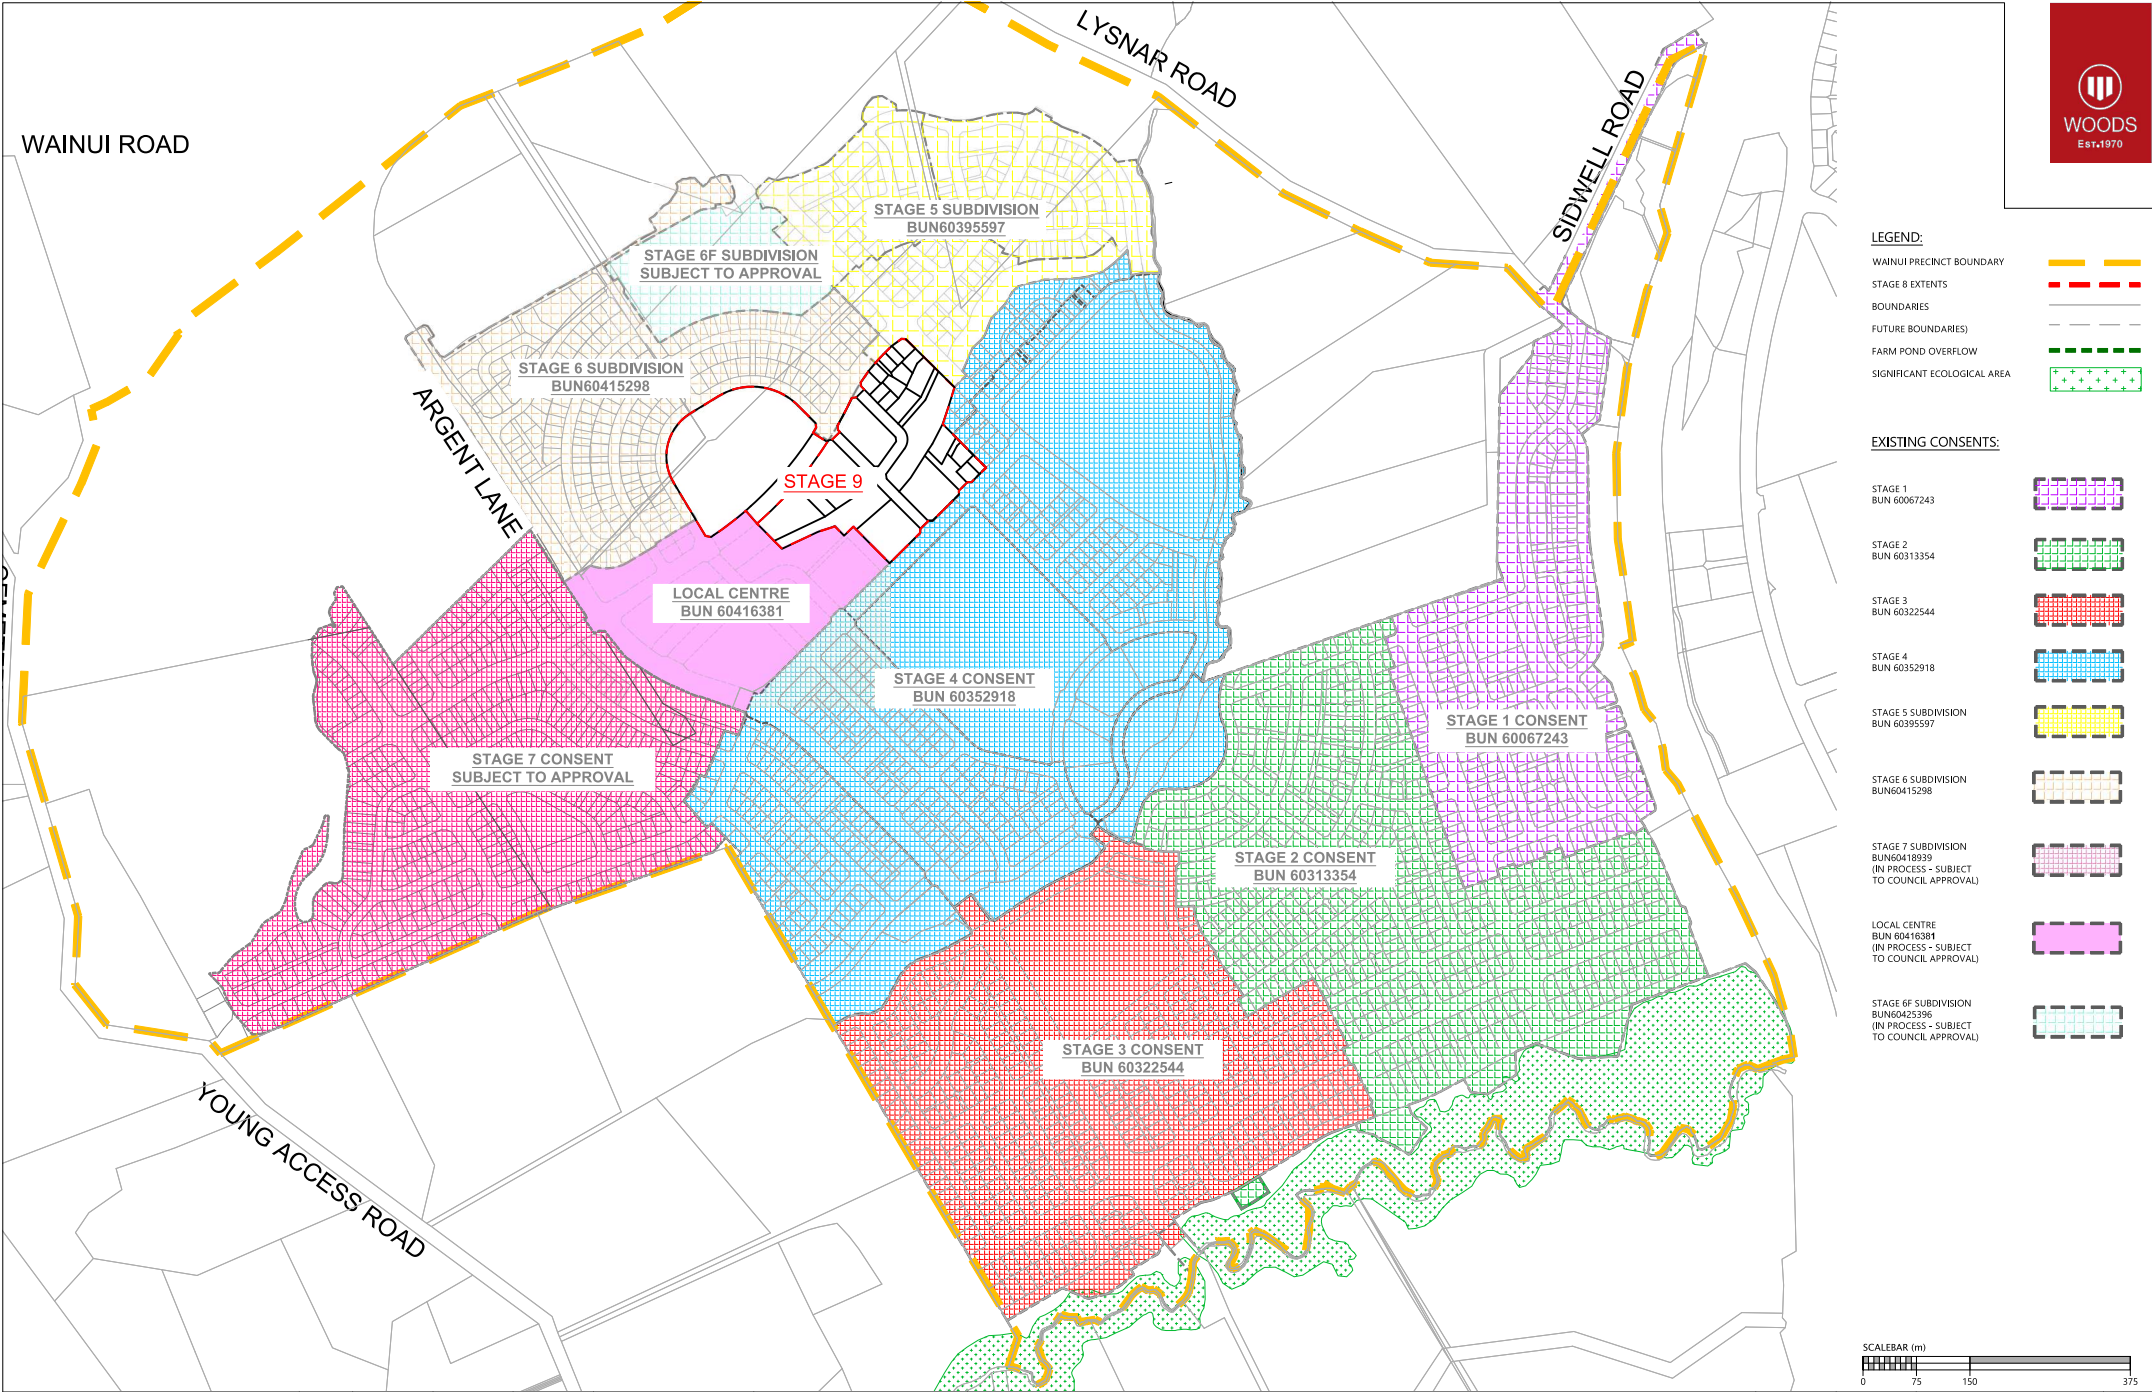 LYSNAR ROAD
WAINUI ROAD
SIDWELL ROAD
ARGENT LANE
YOUNG ACCESS ROAD
STAGE 5 SUBDIVISION
BUN60395597
STAGE 6F SUBDIVISION
SUBJECT TO APPROVAL
STAGE 6 SUBDIVISION
BUN60415298
STAGE 9
LOCAL CENTRE
BUN 60416381
STAGE 4 CONSENT
BUN 60352918
STAGE 1 CONSENT
BUN 60067243
STAGE 7 CONSENT
SUBJECT TO APPROVAL
STAGE 2 CONSENT
BUN 60313354
STAGE 3 CONSENT
BUN 60322544
WOODS
EST.1970
LEGEND:
WAINUI PRECINCT BOUNDARY
STAGE 8 EXTENTS
BOUNDARIES
FUTURE BOUNDARIES)
FARM POND OVERFLOW
SIGNIFICANT ECOLOGICAL AREA
EXISTING CONSENTS:
STAGE 1
BUN 60067243
STAGE 2
BUN 60313354
STAGE 3
BUN 60322544
STAGE 4
BUN 60352918
STAGE 5 SUBDIVISION
BUN 60395597
STAGE 6 SUBDIVISION
BUN60415298
STAGE 7 SUBDIVISION
BUN60418939
(IN PROCESS - SUBJECT
TO COUNCIL APPROVAL)
LOCAL CENTRE
BUN 60416381
(IN PROCESS - SUBJECT
TO COUNCIL APPROVAL)
STAGE 6F SUBDIVISION
BUN60425396
(IN PROCESS - SUBJECT
TO COUNCIL APPROVAL)
SCALEBAR (m)
0 75 150 375